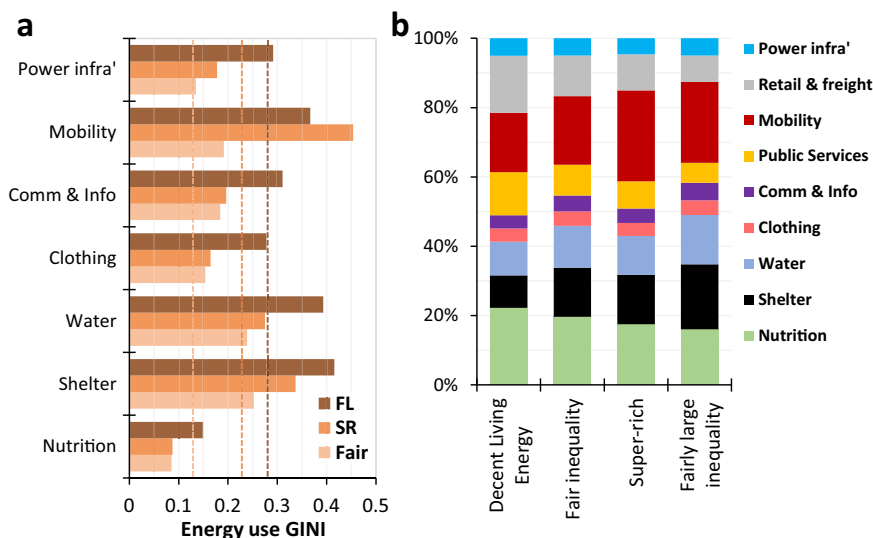 a
Power infra'
Mobility
Comm & Info
Clothing
Water
Shelter
Nutrition
FL
SR
Fair
0 0.1 0.2 0.3 0.4 0.5
Energy use GINI
b
100%
80%
60%
40%
20%
0%
Decent Living
Energy
Fair inequality
Super-rich
Fairly large
inequality
Power infra'
Retail & freight
Mobility
Public Services
Comm & Info
Clothing
Water
Shelter
Nutrition